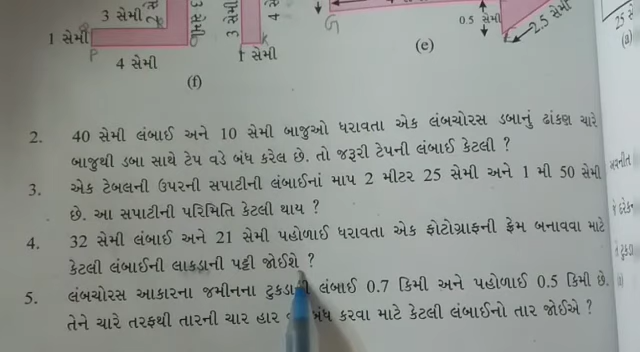 3 સેમી
3 સેમી
1 સેમી
P
4 સેમી
(f)
3 સેમી
1 સેમી
G
(e)
0.5 સેમી
2.5 સેમી
25 સે
(a)
2. 40 સેમી લંબાઈ અને 10 સેમી બાજુઓ ધરાવતા એક લંબચોરસ ડબાનું ઢાંકણ ચારે
બાજુથી ડબા સાથે ટેપ વડે બંધ કરેલ છે. તો જરૂરી ટેપની લંબાઈ કેટલી ?
3. એક ટેબલની ઉપરની સપાટીની લંબાઈનાં માપ 2 મીટર 25 સેમી અને 1 મી 50 સેમી
છે. આ સપાટીની પરિમિતિ કેટલી થાય ?
4. 32 સેમી લંબાઈ અને 21 સેમી પહોળાઈ ધરાવતા એક ફોટોગ્રાફની ફ્રેમ બનાવવા માટે
કેટલી લંબાઈની લાકડાની પટ્ટી જોઈશે ?
5. લંબચોરસ આકારના જમીનના ટુકડાની લંબાઈ 0.7 કિમી અને પહોળાઈ 0.5 કિમી છે.
તેને ચારે તરફથી તારની ચાર હાર બંધ કરવા માટે કેટલી લંબાઈનો તાર જોઈએ ?